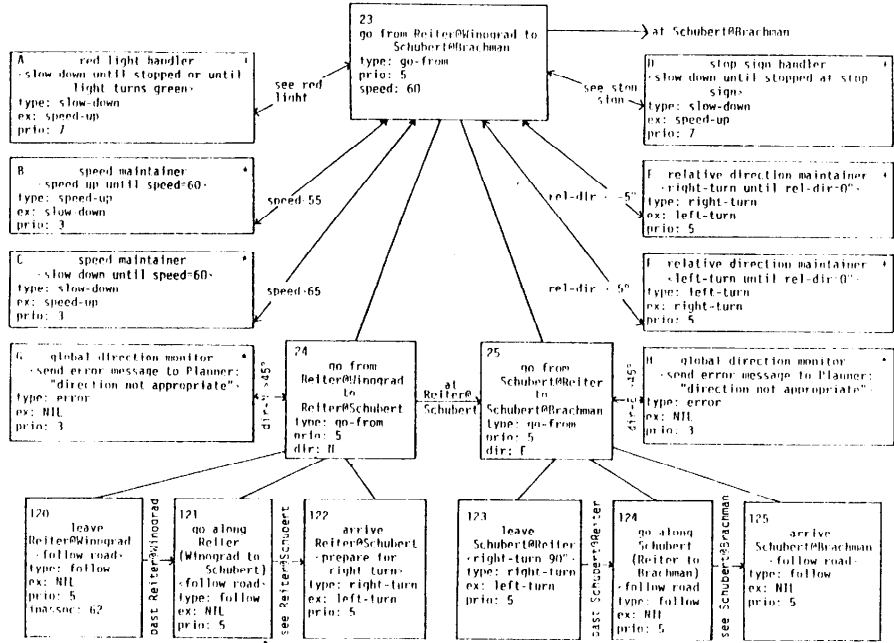 23
go from Reiter@Winograd to
Schubert@Brachman
type: go-from
prio: 5
speed: 60
at Schubert@Brachman
A red light handler
<slow down until stopped or until
light turns green>
type: slow-down
ex: speed-up
prio: 7
see red
light
see stop
sign
D stop sign handler
<slow down until stopped at stop
sign>
type: slow-down
prio: 7
B speed maintainer *
<speed up until speed=60>
type: speed-up
ex: slow-down
prio: 3
speed<55
rel-dir < -5°
E relative direction maintainer
<right-turn until rel-dir=0°>
type: right-turn
ex: left-turn
prio: 5
C speed maintainer *
<slow down until speed=60>
type: slow-down
ex: speed-up
prio: 3
speed>65
rel-dir > 5°
F relative direction maintainer
<left-turn until rel-dir=0°>
type: left-turn
ex: right-turn
prio: 5
G global direction monitor *
<send error message to Planner:
"direction not appropriate">
type: error
ex: NIL
prio: 3
dir-N >45°
24
go from
Reiter@Winograd
to
Reiter@Schubert
type: go-from
prio: 5
dir: N
at
Reiter@
Schubert
25
go from
Schubert@Reiter
to
Schubert@Brachman
type: go-from
prio: 5
dir: E
dir-E >45°
H global direction monitor *
<send error message to Planner:
"direction not appropriate">
type: error
ex: NIL
prio: 3
120
leave
Reiter@Winograd
<follow road>
type: follow
ex: NIL
prio: 5
inassoc: 62
past Reiter@Winograd
121
go along
Reiter
(Winograd to
Schubert)
<follow road>
type: follow
ex: NIL
prio: 5
see Reiter@Schubert
122
arrive
Reiter@Schubert
<prepare for
right turn>
type: right-turn
ex: left-turn
prio: 5
123
leave
Schubert@Reiter
<right-turn 90°>
type: right-turn
ex: left-turn
prio: 5
past Schubert@Reiter
124
go along
Schubert
(Reiter to
Brachman)
<follow road
type: follow
ex: NIL
prio: 5
see Schubert@Brachman
125
arrive
Schubert@Brachman
<follow road>
type: follow
ex: NIL
prio: 5